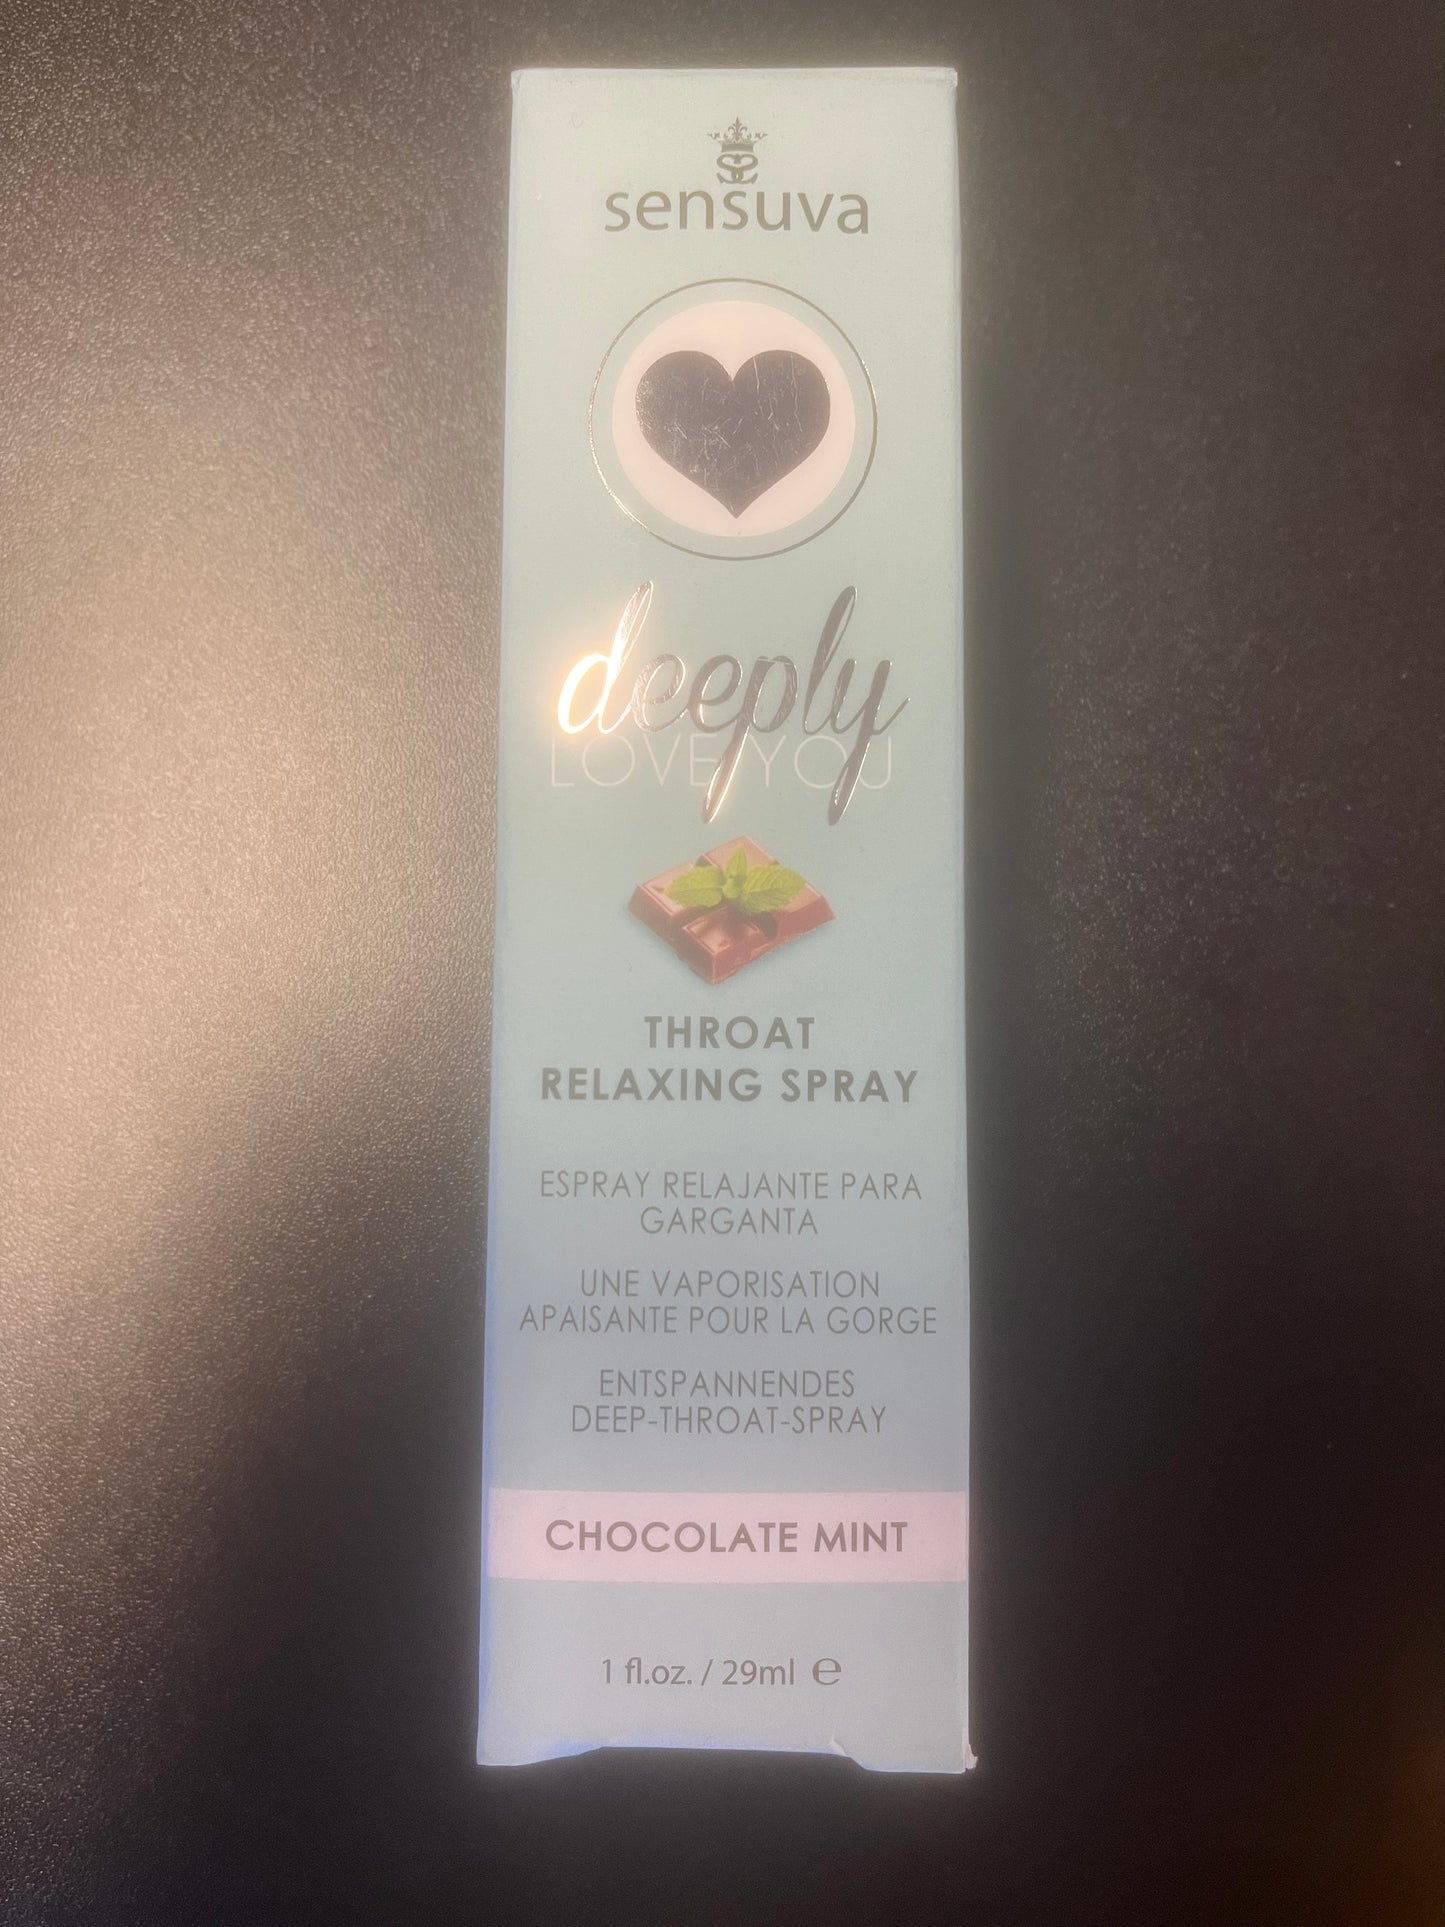 sensuva
deeply
LOVE YOU
THROAT
RELAXING SPRAY
ESPRAY RELAJANTE PARA
GARGANTA
UNE VAPORISATION
APAISANTE POUR LA GORGE
ENTSPANNENDES
DEEP-THROAT-SPRAY
CHOCOLATE MINT
1 fl.oz. / 29ml ℮